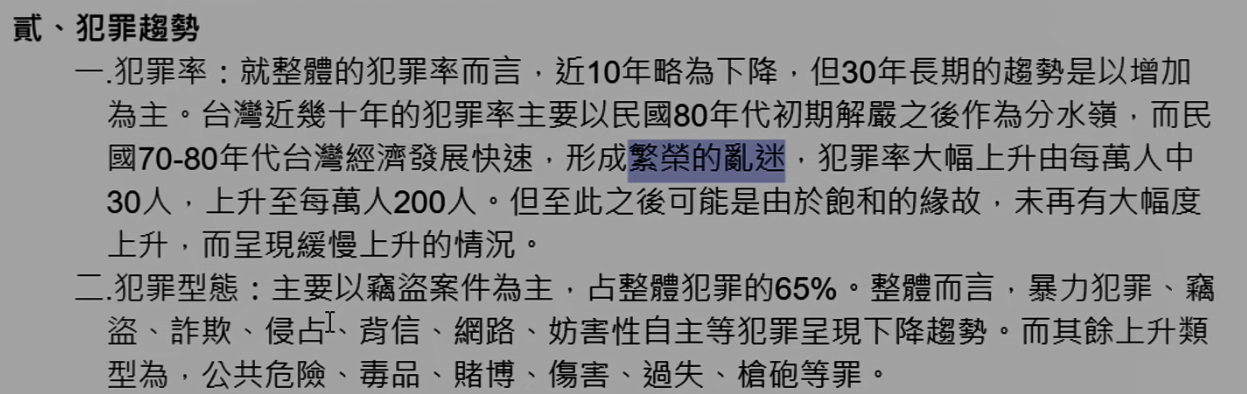 貳、犯罪趨勢
一.犯罪率：就整體的犯罪率而言，近10年略為下降，但30年長期的趨勢是以增加
為主。台灣近幾十年的犯罪率主要以民國80年代初期解嚴之後作為分水嶺，而民
國70-80年代台灣經濟發展快速，形成繁榮的亂迷，犯罪率大幅上升由每萬人中
30人，上升至每萬人200人。但至此之後可能是由於飽和的緣故，未再有大幅度
上升，而呈現緩慢上升的情況。
二.犯罪型態：主要以竊盜案件為主，占整體犯罪的65%。整體而言，暴力犯罪、竊
盜、詐欺、侵占、背信、網路、妨害性自主等犯罪呈現下降趨勢。而其餘上升類
型為，公共危險、毒品、賭博、傷害、過失、槍砲等罪。